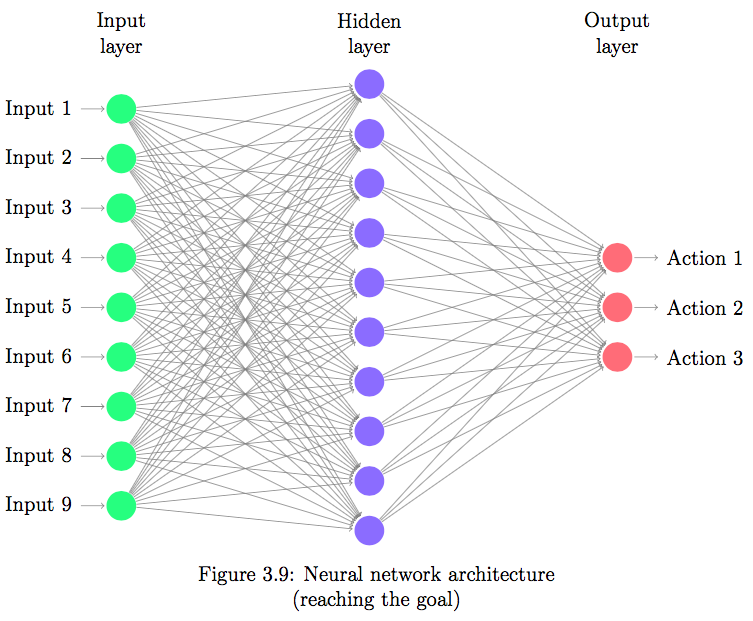 Input
layer
Hidden
layer
Output
layer
Input 1
Input 2
Input 3
Input 4
Input 5
Input 6
Input 7
Input 8
Input 9
Action 1
Action 2
Action 3
Figure 3.9: Neural network architecture
(reaching the goal)